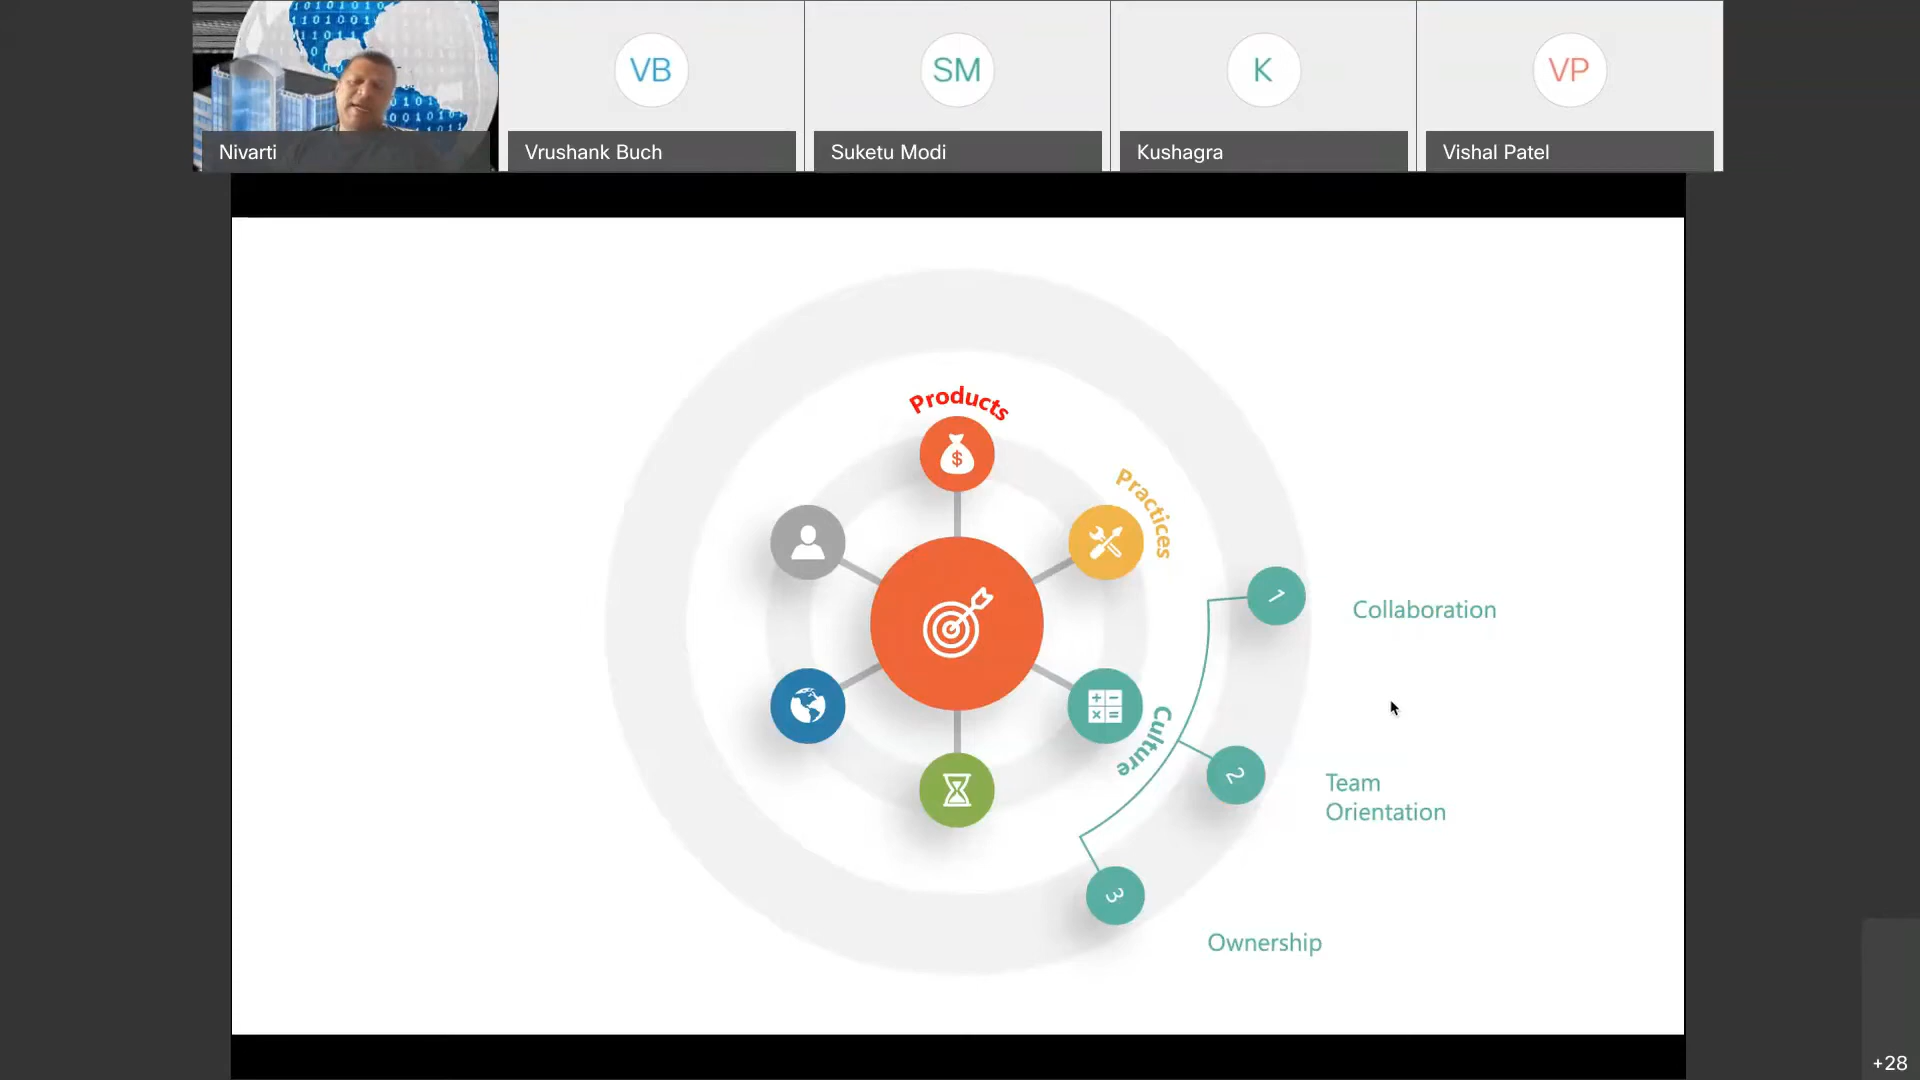 VB
SM
K
VP
Nivarti
Vrushank Buch
Suketu Modi
Kushagra
Vishal Patel
Products
$
Practices
1
Collaboration
Culture
2
Team
Orientation
3
Ownership
+28